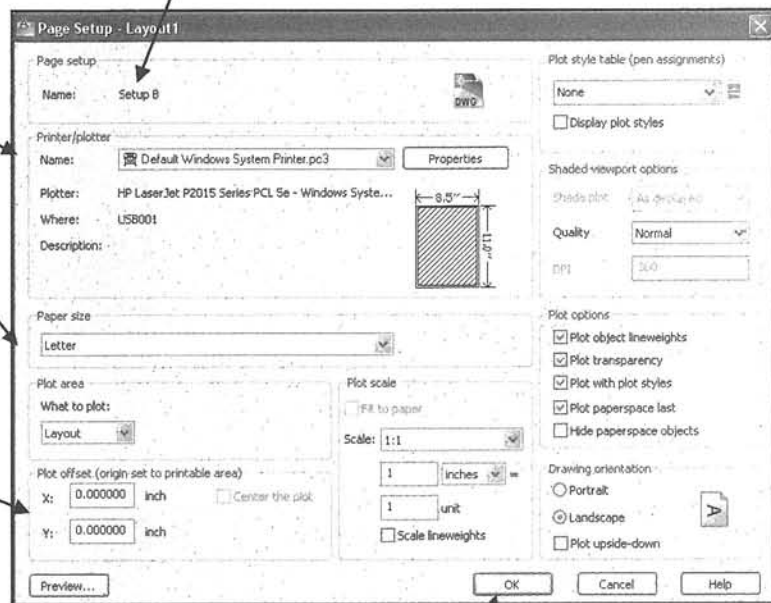 Page Setup - Layout1
Page setup
Name: Setup B
DWG
Printer/plotter
Name: Default Windows System Printer.pc3 Properties
Plotter: HP LaserJet P2015 Series PCL 5e - Windows Syste...
Where: USB001
Description:
8.5''
11.0''
Paper size
Letter
Plot area
What to plot:
Layout
Plot offset (origin set to printable area)
X: 0.000000 inch Center the plot
Y: 0.000000 inch
Plot scale
Fit to paper
Scale: 1:1
1 inches =
1 unit
Scale lineweights
Plot style table (pen assignments)
None
Display plot styles
Shaded viewport options
Shade plot As displayed
Quality Normal
DPI
Plot options
Plot object lineweights
Plot transparency
Plot with plot styles
Plot paperspace last
Hide paperspace objects
Drawing orientation
Portrait
Landscape
A
Plot upside-down
Preview... OK Cancel Help